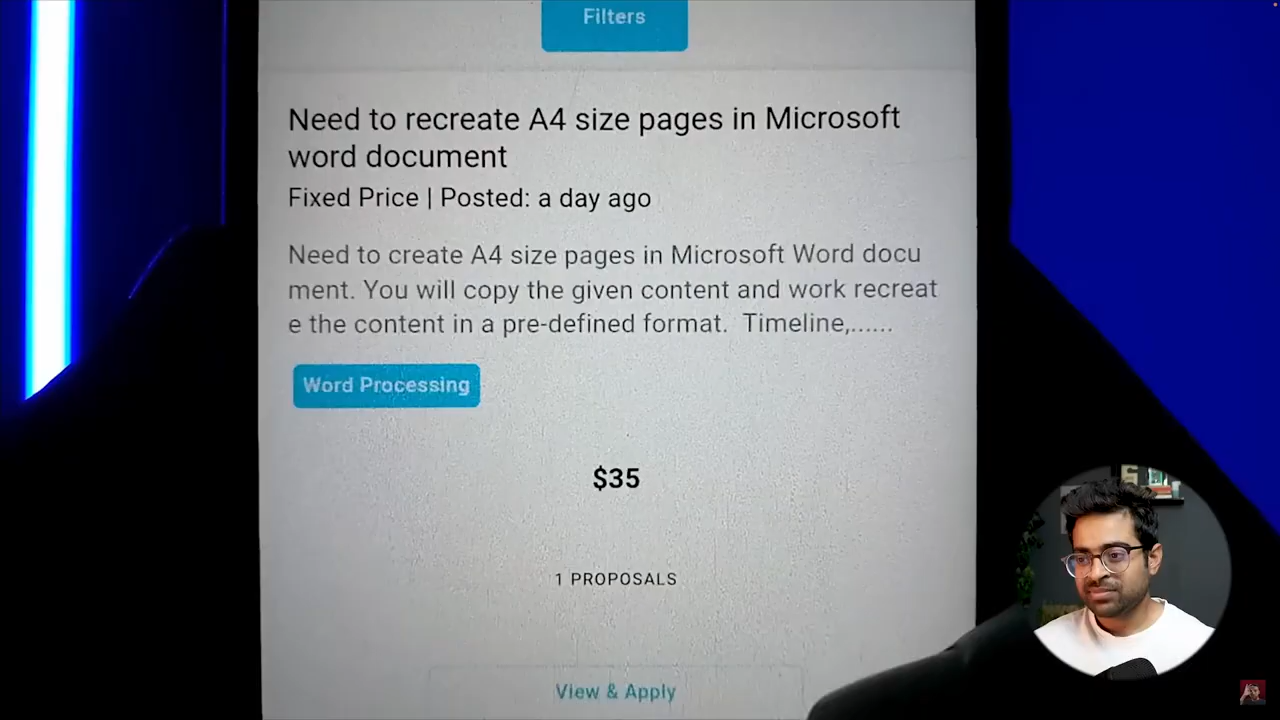 Filters
Need to recreate A4 size pages in Microsoft
word document
Fixed Price | Posted: a day ago
Need to create A4 size pages in Microsoft Word docu
ment. You will copy the given content and work recreat
e the content in a pre-defined format.  Timeline,......
Word Processing
$35
1 PROPOSALS
View & Apply